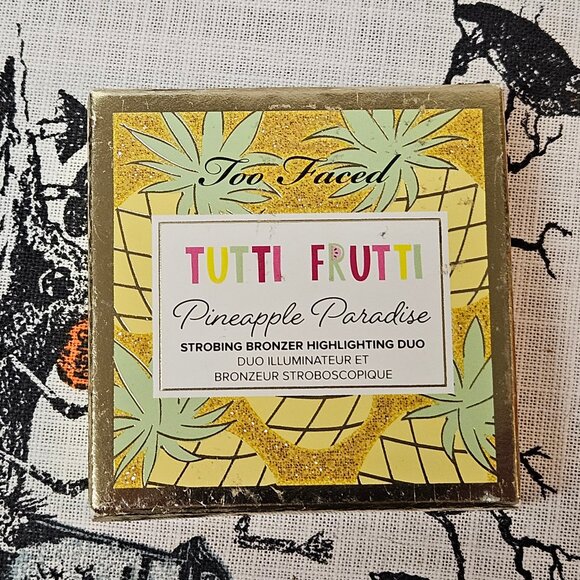 Too Faced
TUTTI FRUTTI
Pineapple Paradise
STROBING BRONZER HIGHLIGHTING DUO
DUO ILLUMINATEUR ET
BRONZEUR STROBOSCOPIQUE